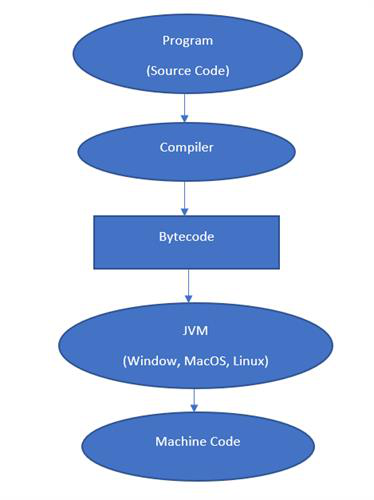 Program
(Source Code)
Compiler
Bytecode
JVM
(Window, MacOS, Linux)
Machine Code